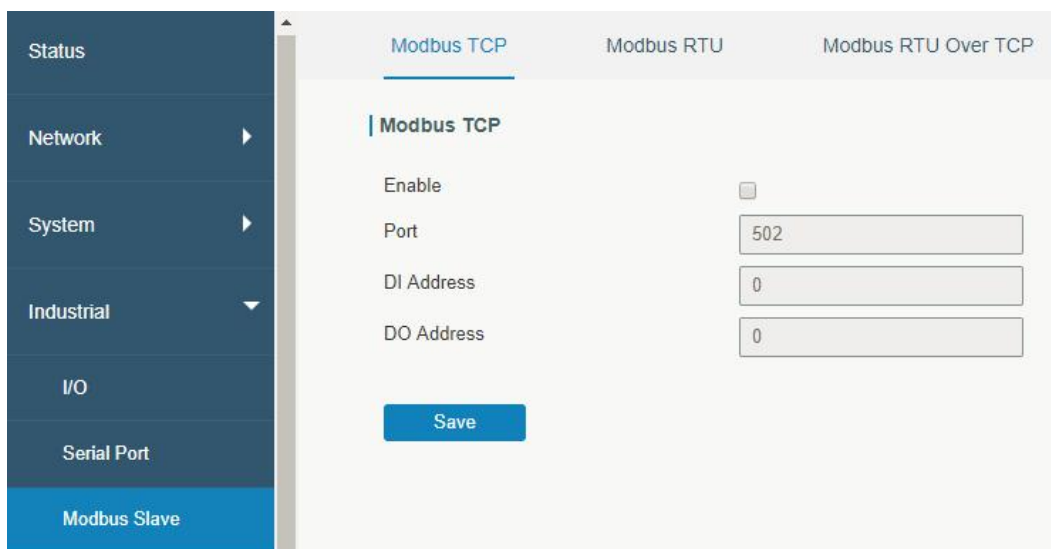 Status
Network
System
Industrial
I/O
Serial Port
Modbus Slave
Modbus TCP Modbus RTU Modbus RTU Over TCP
Modbus TCP
Enable
Port 502
DI Address 0
DO Address 0
Save